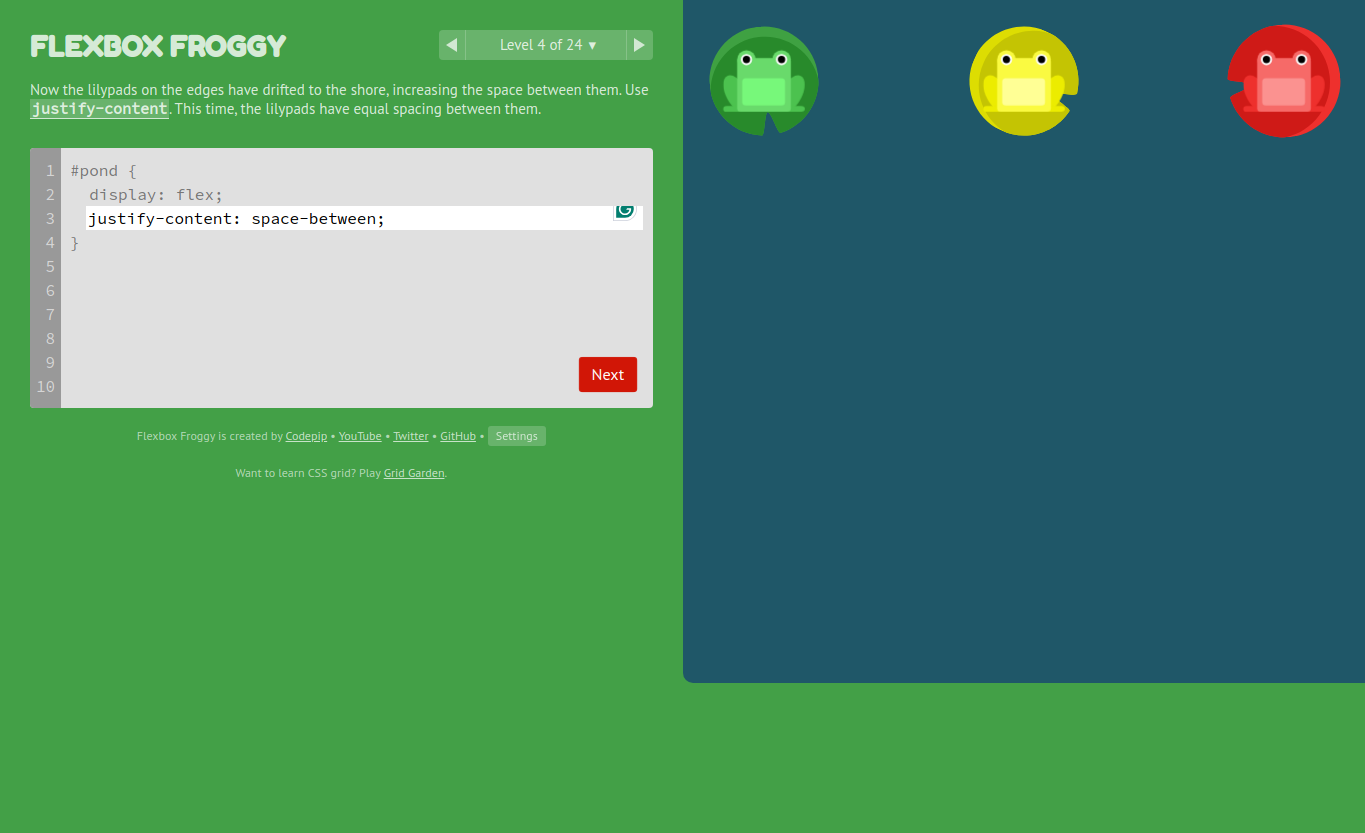 FLEXBOX FROGGY
◀ Level 4 of 24 ▼ ▶
Now the lilypads on the edges have drifted to the shore, increasing the space between them. Use
justify-content. This time, the lilypads have equal spacing between them.
1 #pond {
2 display: flex;
3 justify-content: space-between;
4 }
5
6
7
8
9
10
Next
Flexbox Froggy is created by Codepip • YouTube • Twitter • GitHub • Settings
Want to learn CSS grid? Play Grid Garden.